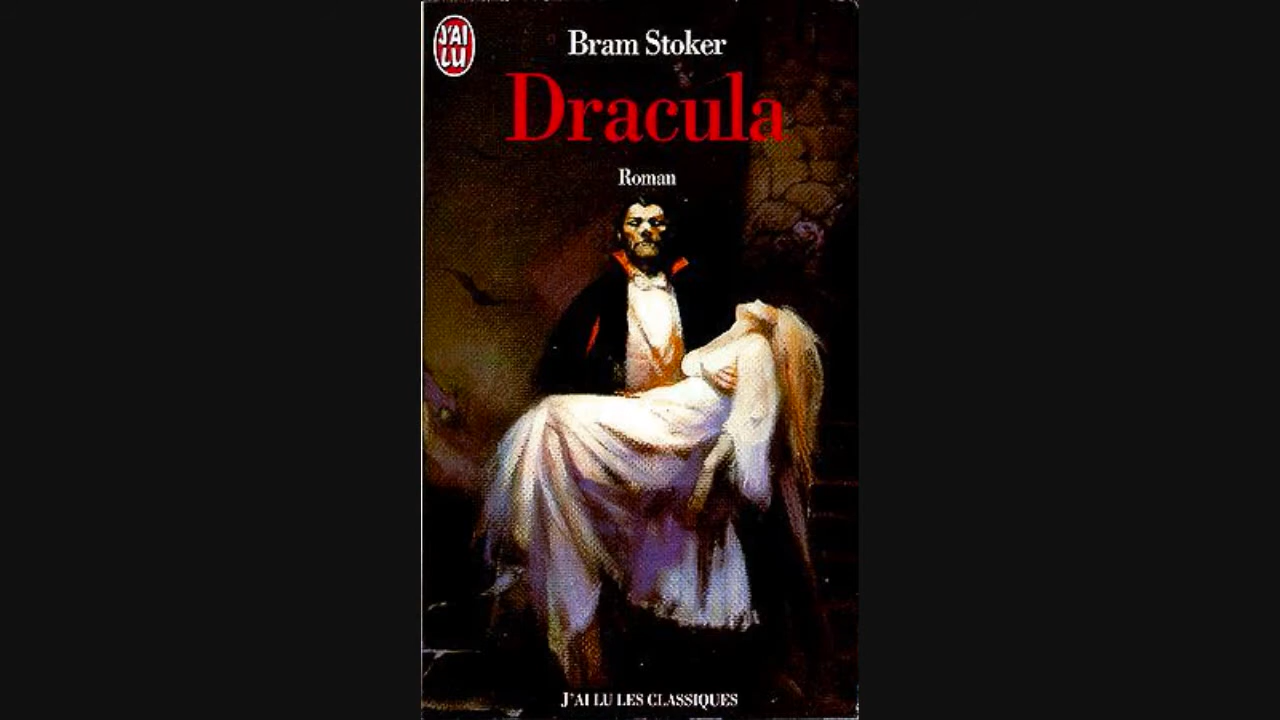 J'AI
LU
Bram Stoker
Dracula
Roman
J'AI LU LES CLASSIQUES